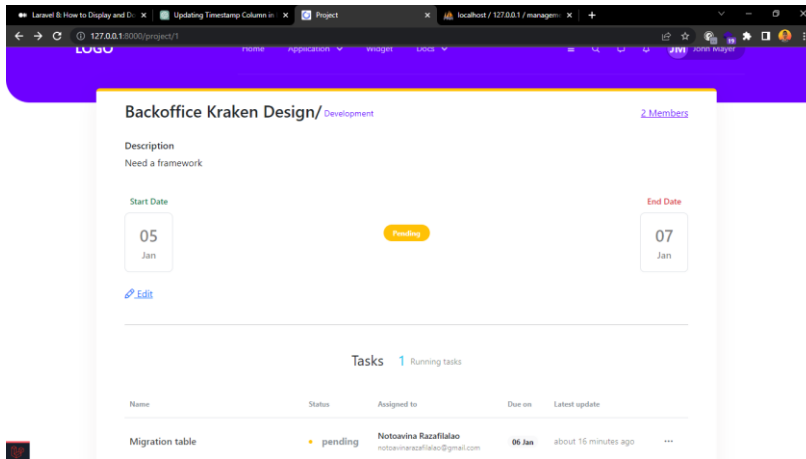 Laravel 8: How to Display and Do
Updating Timestamp Column in
Project
localhost / 127.0.0.1 / managem
127.0.0.1:8000/project/1
LOGO
Home
Application
Widget
Docs
JM
John Mayer
Backoffice Kraken Design/ Development
2 Members
Description
Need a framework
Start Date
End Date
05
Pending
07
Jan
Jan
Edit
Tasks 1 Running tasks
Name Status Assigned to Due on Latest update
Migration table
pending
Notoavina Razafilalao
notoavinarazafilalao@gmail.com
06 Jan
about 16 minutes ago